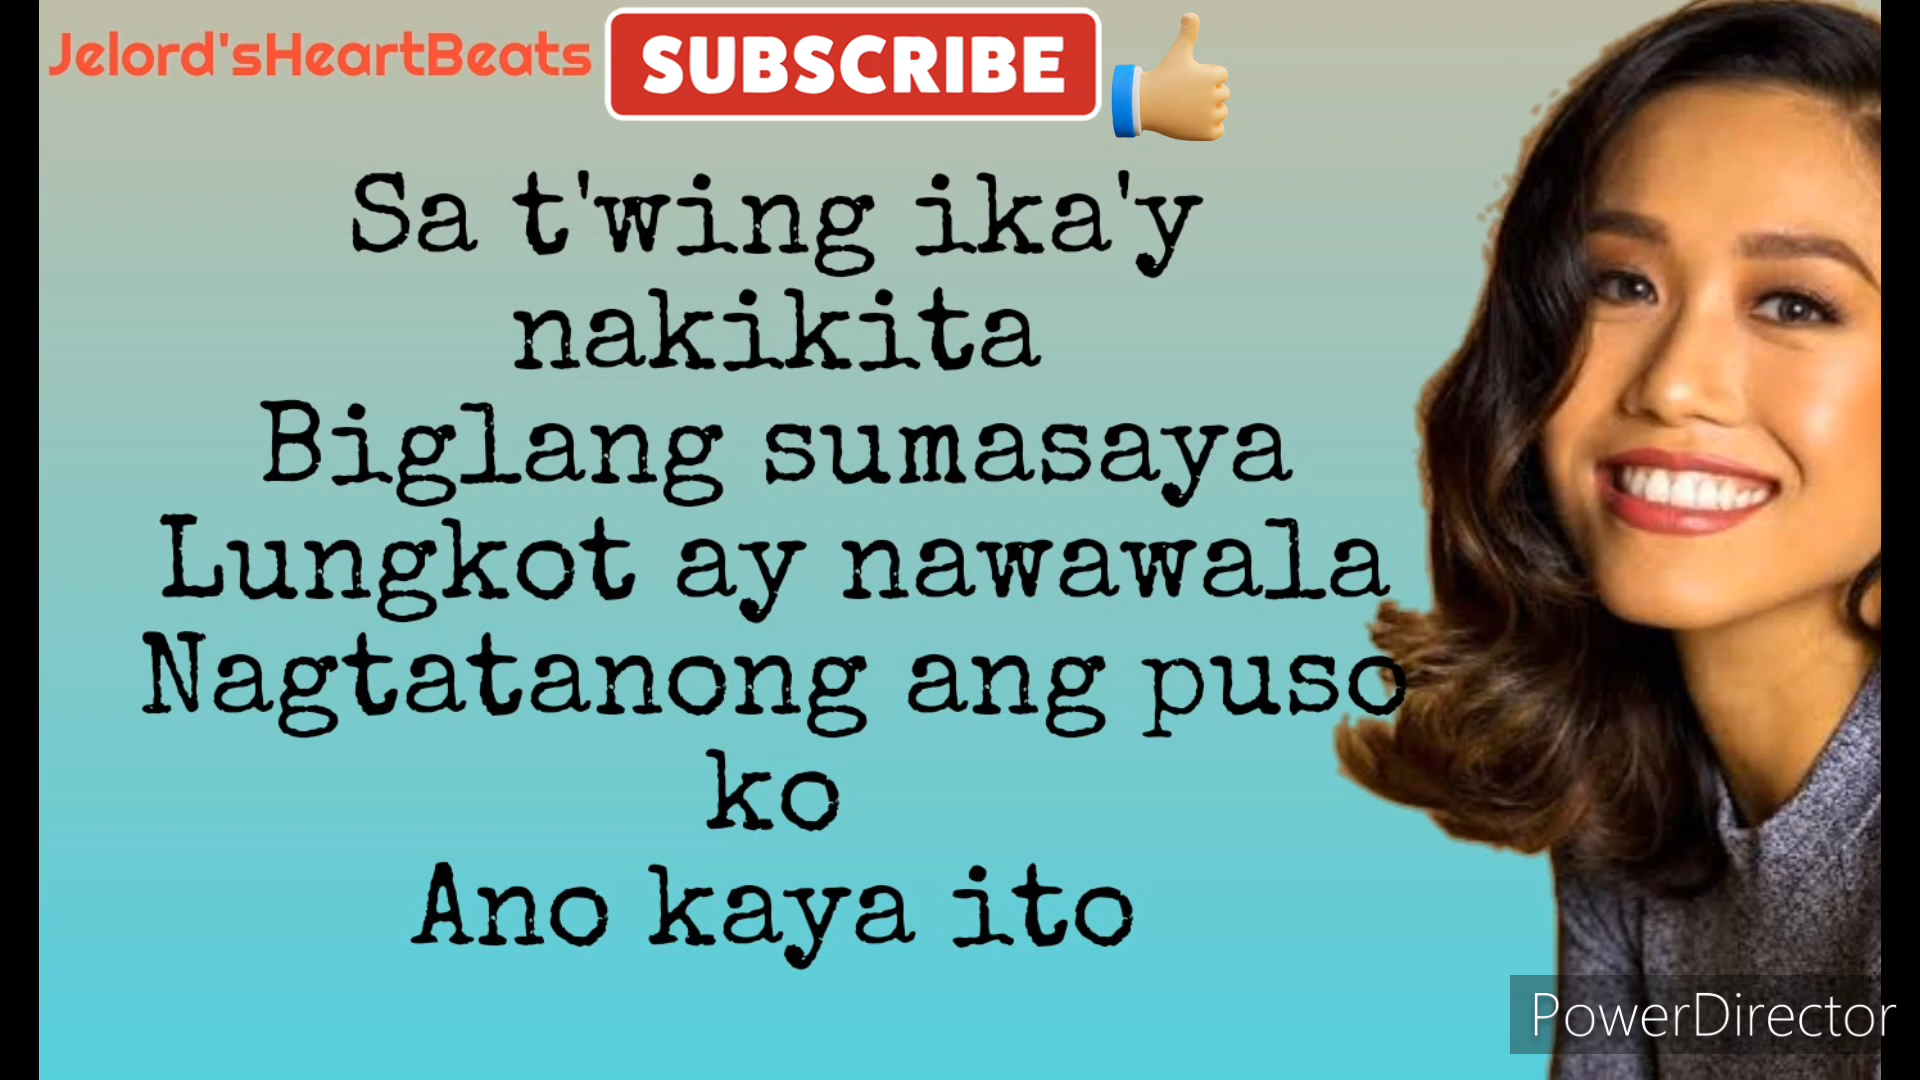 Jelord'sHeartBeats
SUBSCRIBE
Sa t'wing ika'y
nakikita
Biglang sumasaya
Lungkot ay nawawala
Nagtatanong ang puso
ko
Ano kaya ito
PowerDirector